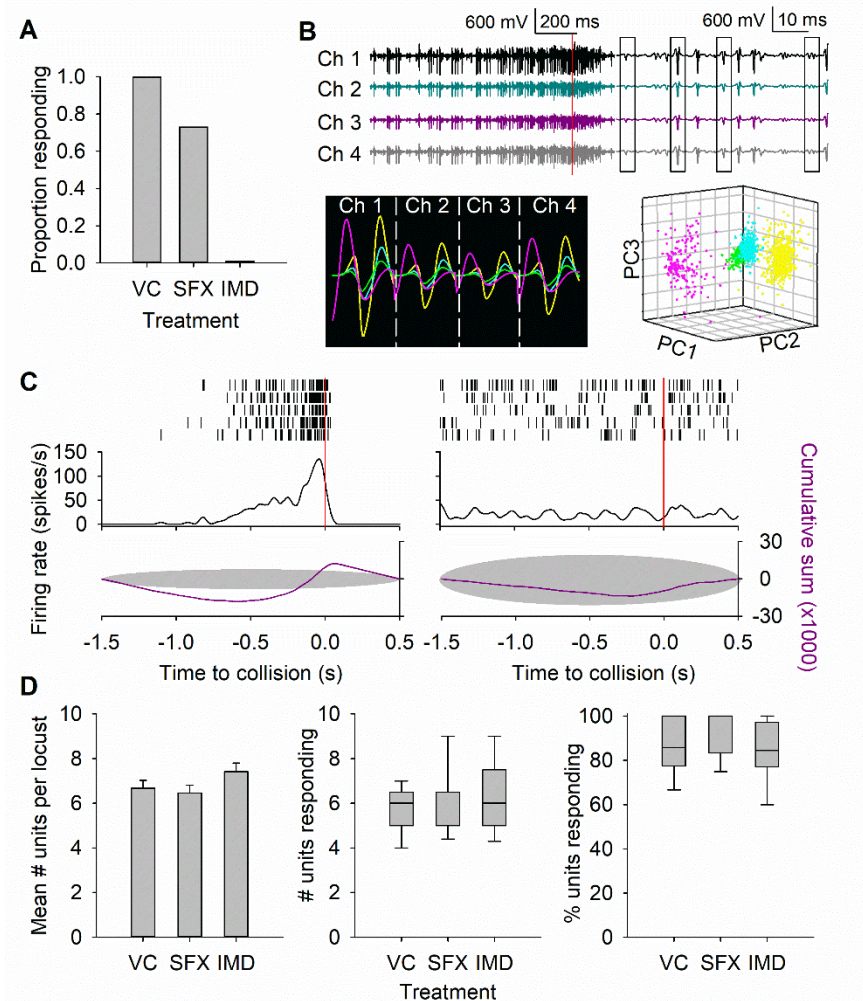 A
Proportion responding
1.0
0.8
0.6
0.4
0.2
0.0
VC SFX IMD
Treatment
B
600 mV 200 ms
600 mV 10 ms
Ch 1
Ch 2
Ch 3
Ch 4
Ch 1 Ch 2 Ch 3 Ch 4
PC3
PC1
PC2
C
Firing rate (spikes/s)
150
100
50
0
30
0
-30
Cumulative sum (x1000)
-1.5 -1.0 -0.5 0.0 0.5
Time to collision (s)
-1.5 -1.0 -0.5 0.0 0.5
Time to collision (s)
D
Mean # units per locust
10
8
6
4
2
0
VC SFX IMD
# units responding
10
8
6
4
2
0
VC SFX IMD
% units responding
100
80
60
40
20
0
VC SFX IMD
Treatment